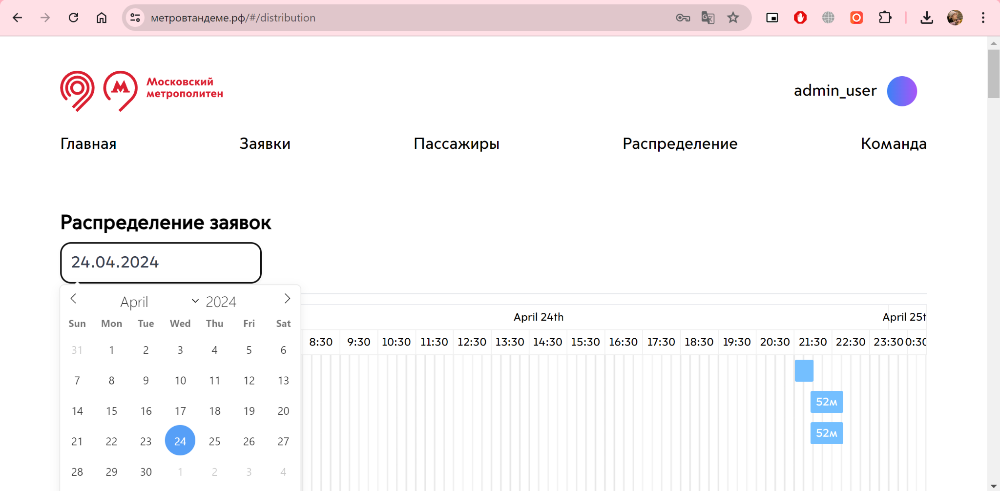 метровтандеме.рф/#/distribution
Московский
метрополитен
admin_user
Главная Заявки Пассажиры Распределение Команда
Распределение заявок
24.04.2024
April 2024
Sun Mon Tue Wed Thu Fri Sat
31 1 2 3 4 5 6
7 8 9 10 11 12 13
14 15 16 17 18 19 20
21 22 23 24 25 26 27
28 29 30 1 2 3 4
April 24th April 25t
8:30 9:30 10:30 11:30 12:30 13:30 14:30 15:30 16:30 17:30 18:30 19:30 20:30 21:30 22:30 23:30 0:30
52м
52м